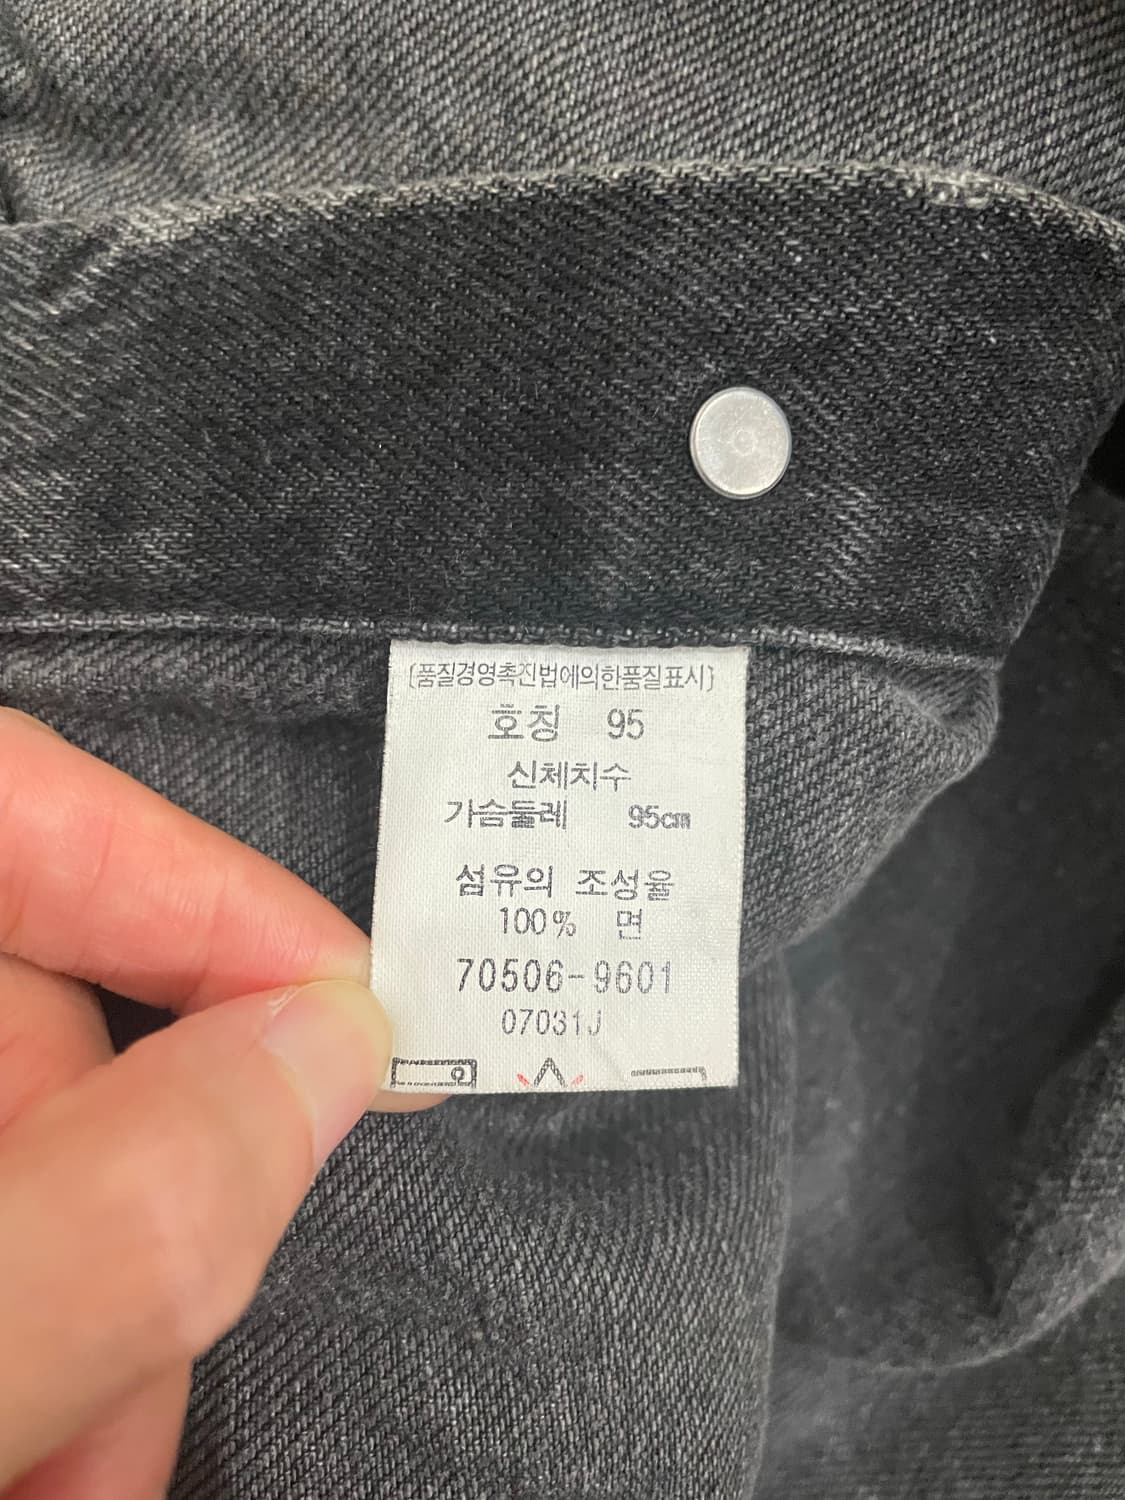 {품질경영촉진법에의한품질표시}
호칭 95
신체치수
가슴둘레 95cm
섬유의 조성율
100% 면
70506-9601
07031J